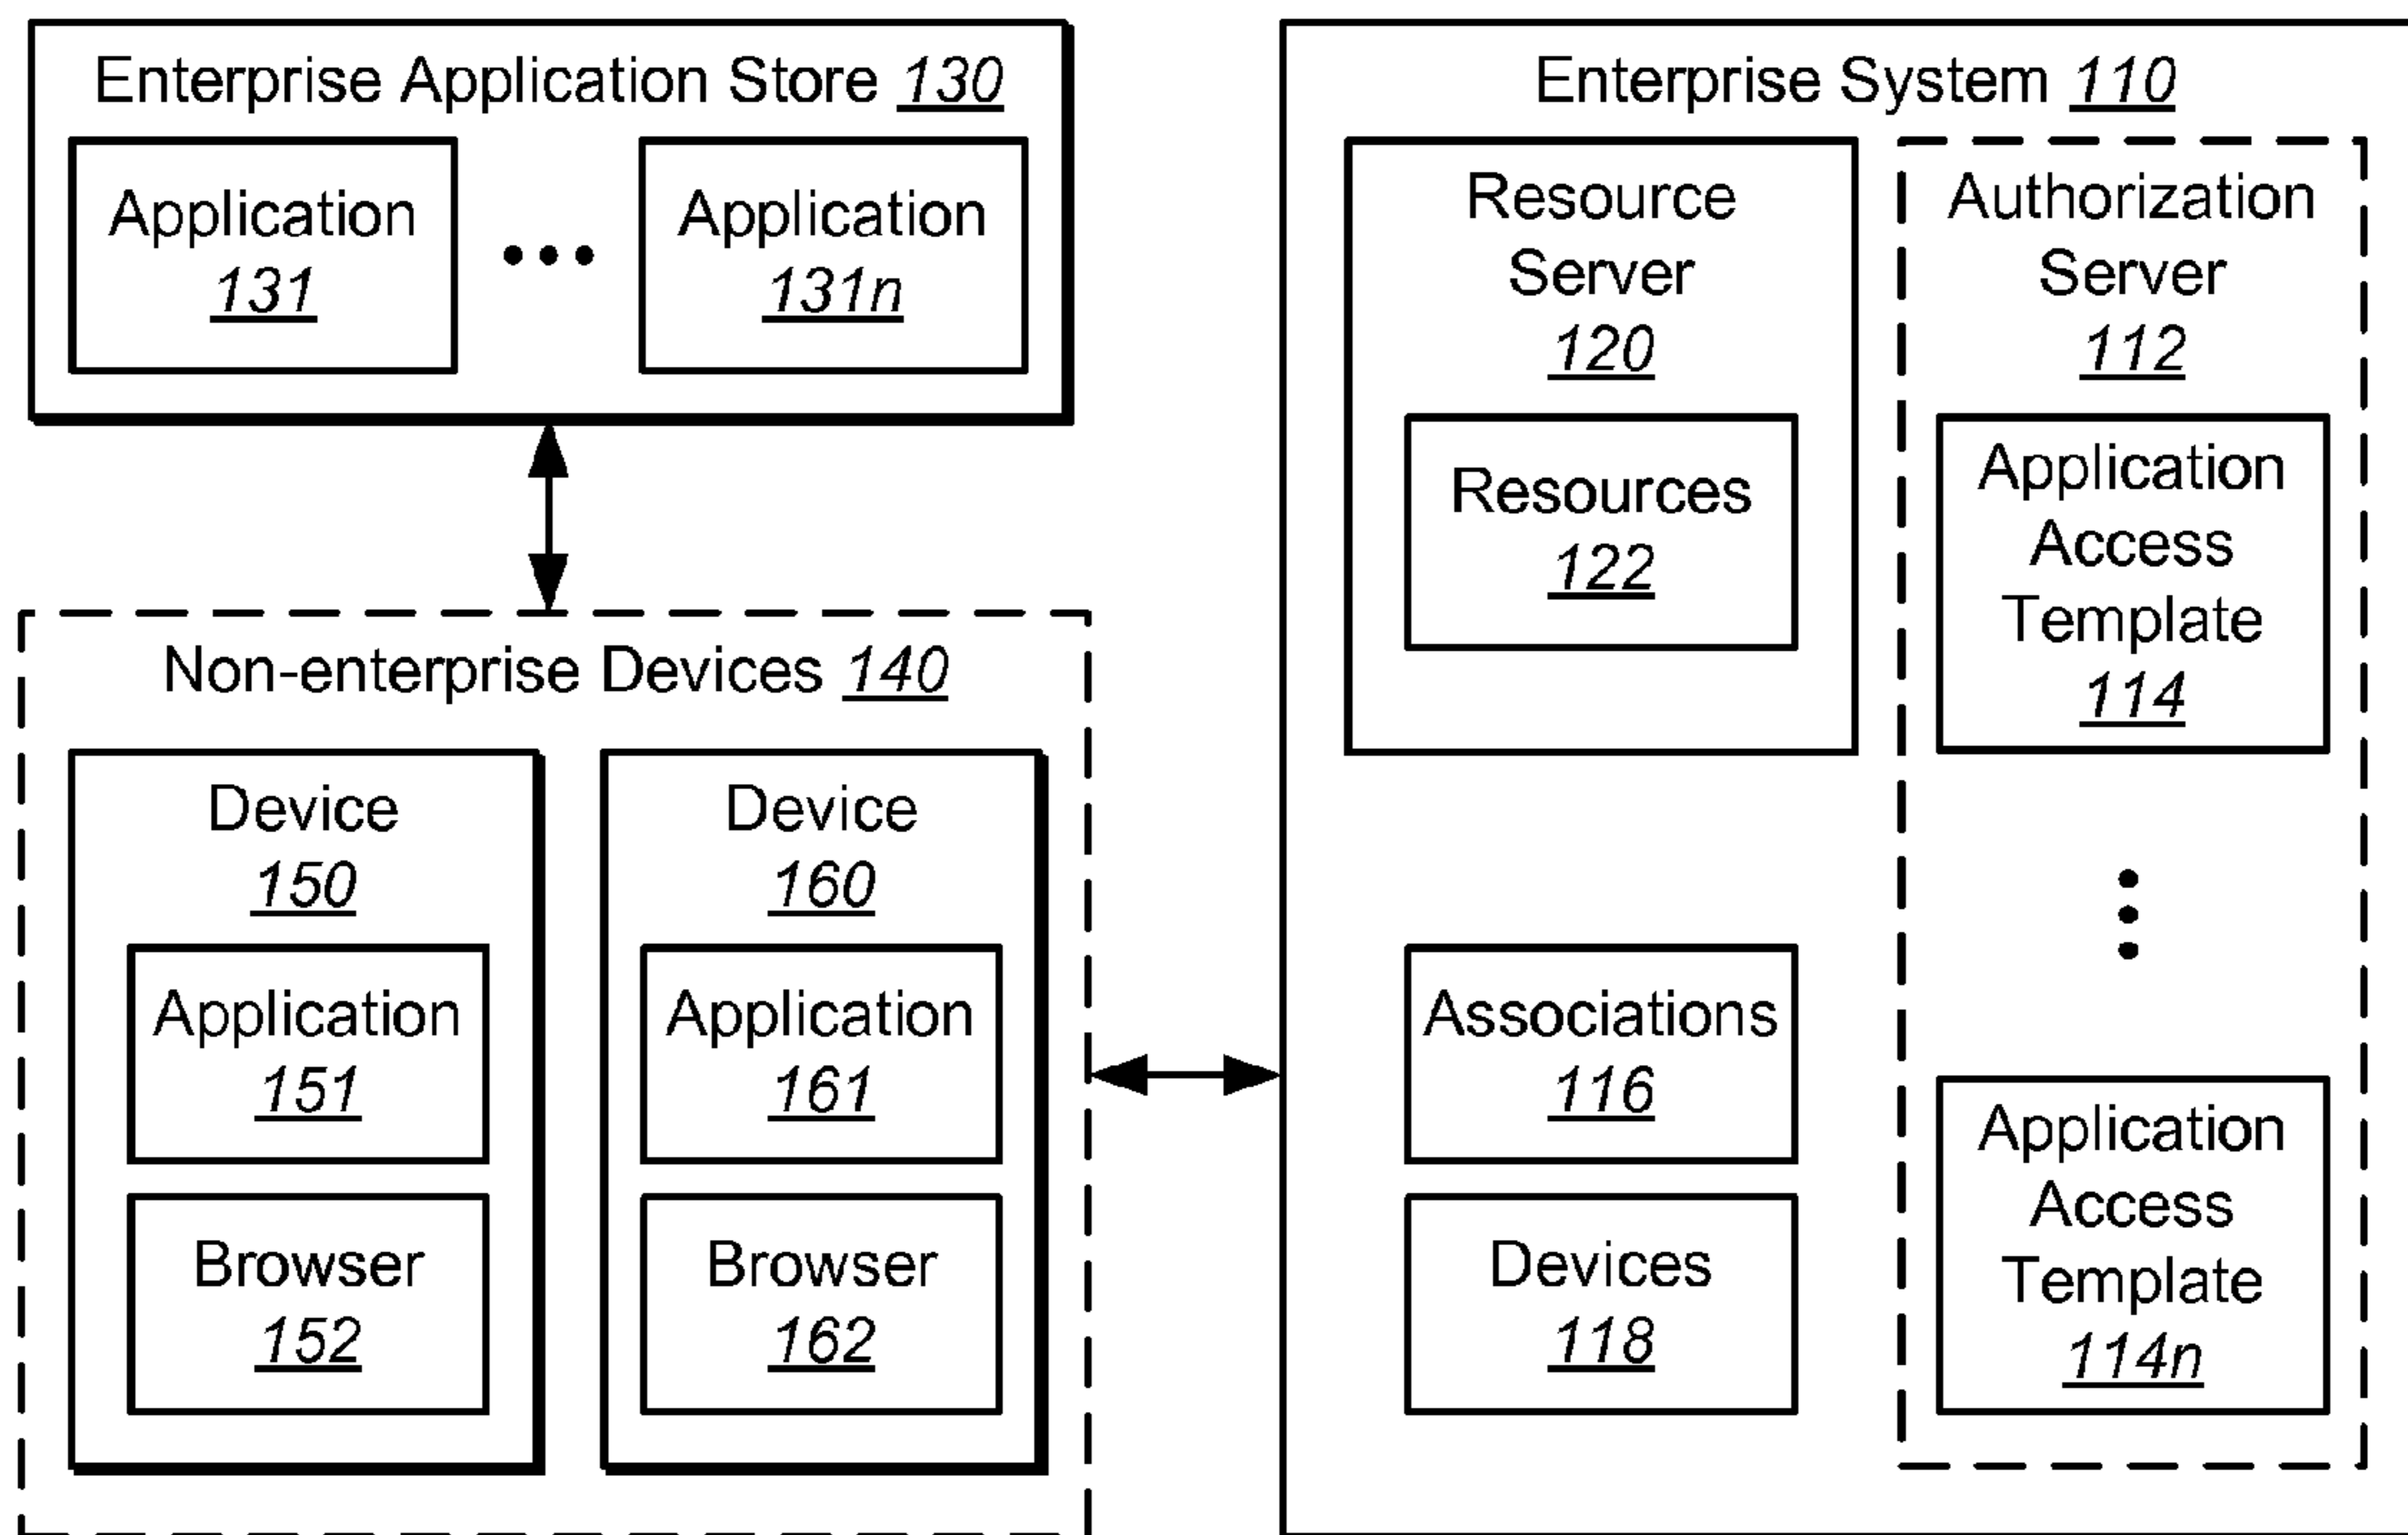 Enterprise Application Store 130
Application
131
Application
131n
Non-enterprise Devices 140
Device
150
Application
151
Browser
152
Device
160
Application
161
Browser
162
Enterprise System 110
Resource
Server
120
Resources
122
Associations
116
Devices
118
Authorization
Server
112
Application
Access
Template
114
Application
Access
Template
114n